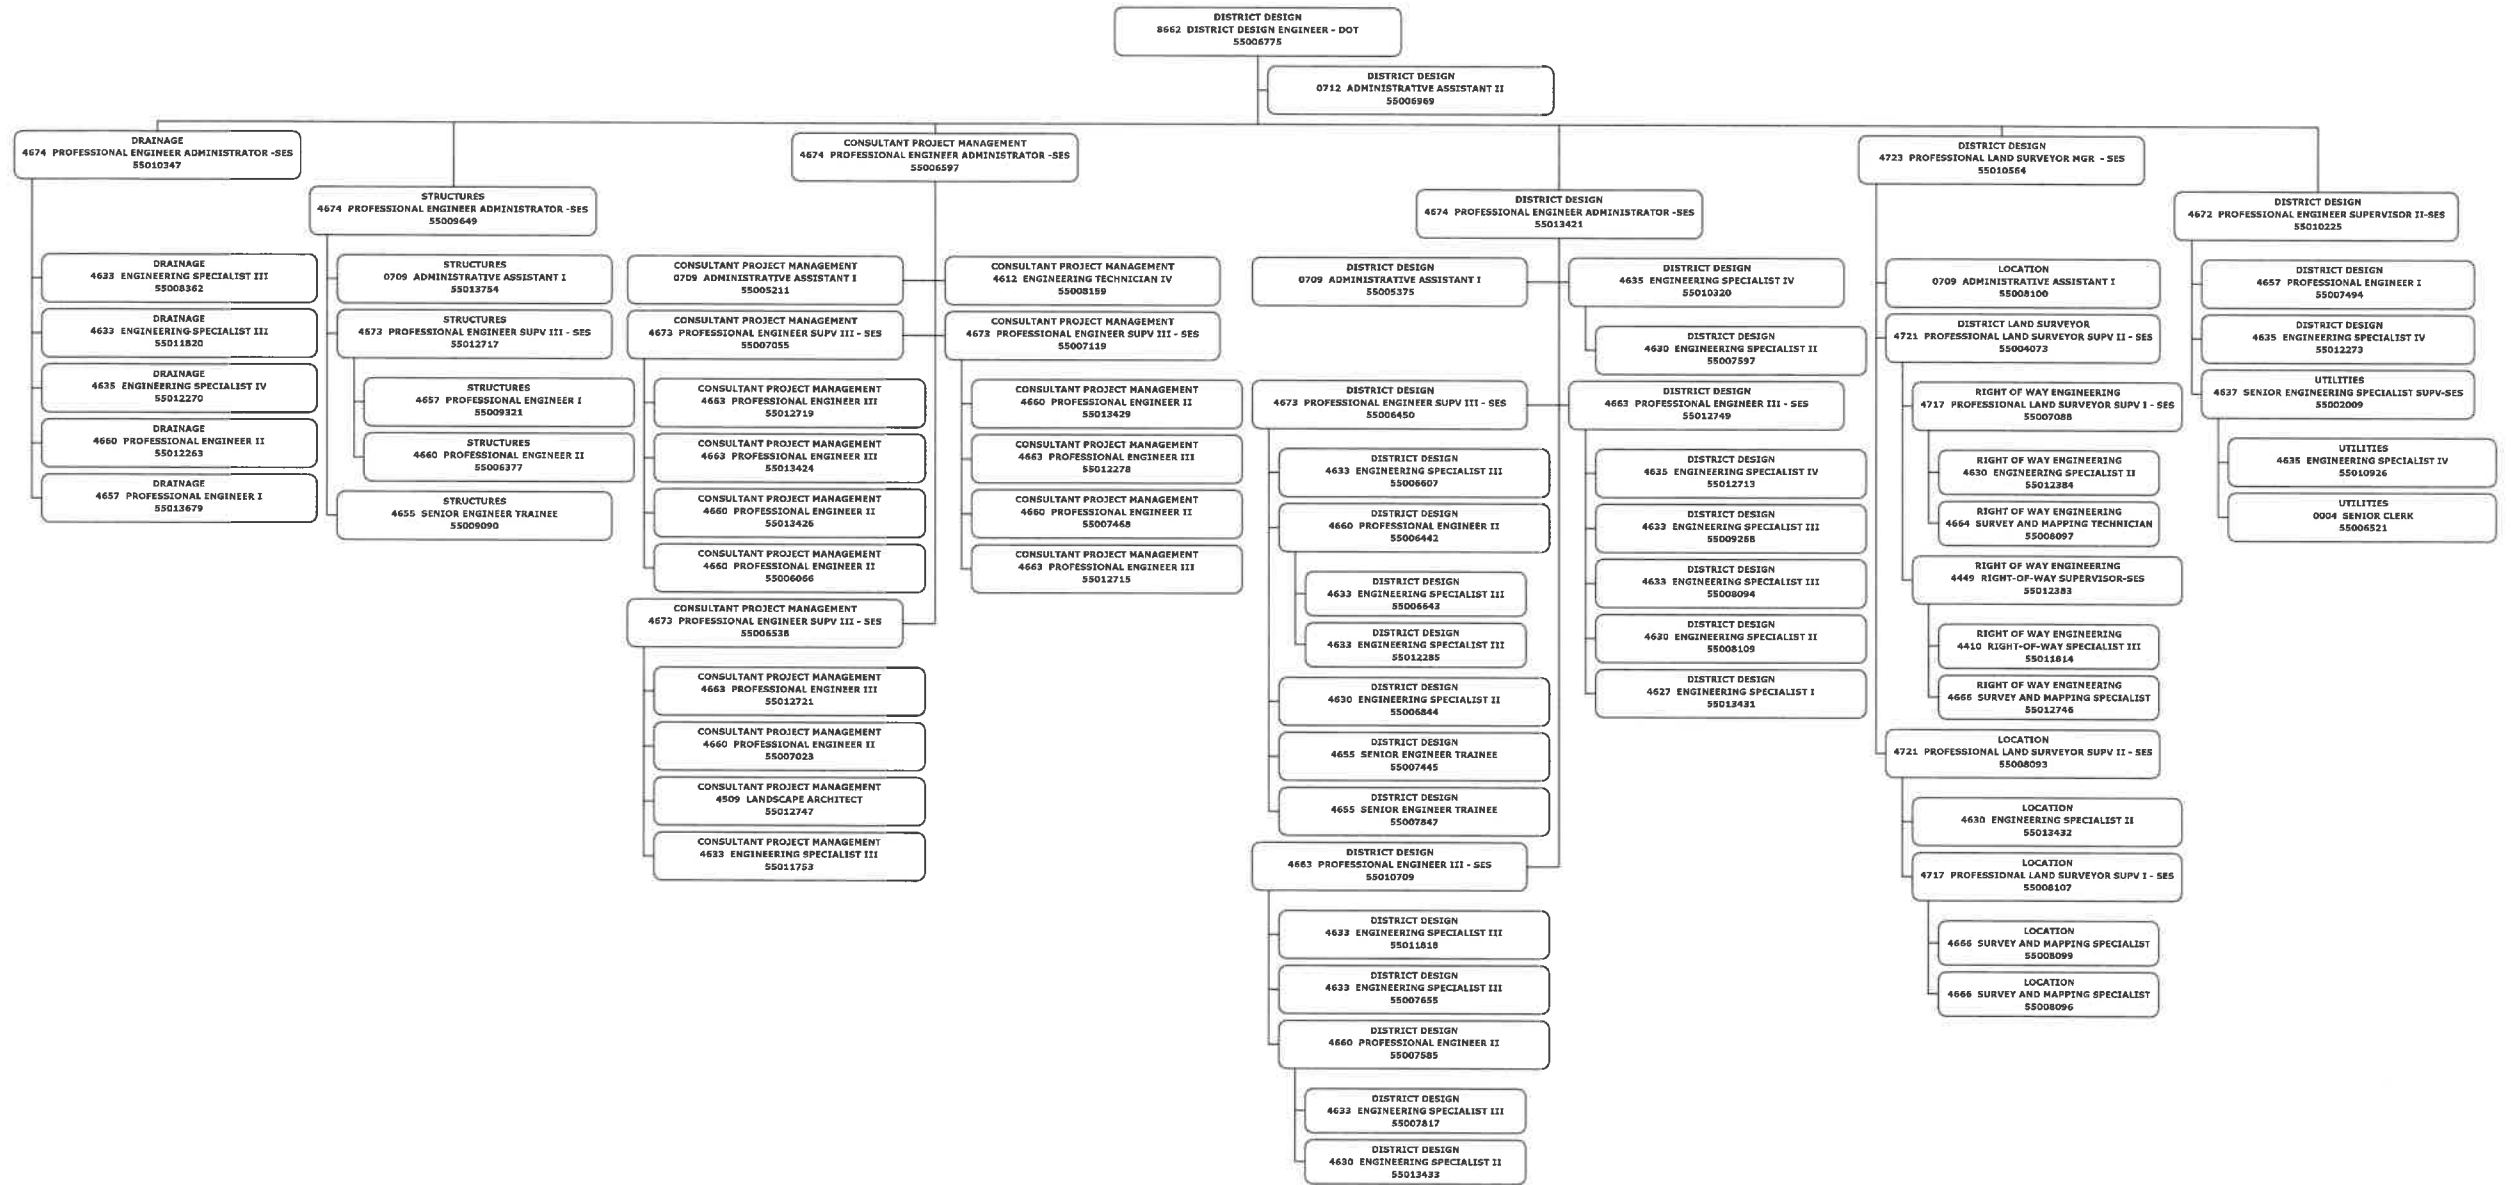 DISTRICT DESIGN
8662 DISTRICT DESIGN ENGINEER - DOT
55006775
DISTRICT DESIGN
0712 ADMINISTRATIVE ASSISTANT II
55006969
DRAINAGE
4674 PROFESSIONAL ENGINEER ADMINISTRATOR -SES
55010347
DRAINAGE
4633 ENGINEERING SPECIALIST III
55008362
DRAINAGE
4633 ENGINEERING SPECIALIST III
55011820
DRAINAGE
4635 ENGINEERING SPECIALIST IV
55012270
DRAINAGE
4660 PROFESSIONAL ENGINEER II
55012263
DRAINAGE
4657 PROFESSIONAL ENGINEER I
55013679
STRUCTURES
4674 PROFESSIONAL ENGINEER ADMINISTRATOR -SES
55009649
STRUCTURES
0709 ADMINISTRATIVE ASSISTANT I
55013754
STRUCTURES
4673 PROFESSIONAL ENGINEER SUPV III - SES
55012717
STRUCTURES
4657 PROFESSIONAL ENGINEER I
55009321
STRUCTURES
4660 PROFESSIONAL ENGINEER II
55006377
STRUCTURES
4655 SENIOR ENGINEER TRAINEE
55009090
CONSULTANT PROJECT MANAGEMENT
4674 PROFESSIONAL ENGINEER ADMINISTRATOR -SES
55006597
CONSULTANT PROJECT MANAGEMENT
0709 ADMINISTRATIVE ASSISTANT I
55005211
CONSULTANT PROJECT MANAGEMENT
4612 ENGINEERING TECHNICIAN IV
55008159
CONSULTANT PROJECT MANAGEMENT
4673 PROFESSIONAL ENGINEER SUPV III - SES
55007055
CONSULTANT PROJECT MANAGEMENT
4663 PROFESSIONAL ENGINEER III
55012719
CONSULTANT PROJECT MANAGEMENT
4663 PROFESSIONAL ENGINEER III
55013424
CONSULTANT PROJECT MANAGEMENT
4660 PROFESSIONAL ENGINEER II
55013426
CONSULTANT PROJECT MANAGEMENT
4660 PROFESSIONAL ENGINEER II
55006066
CONSULTANT PROJECT MANAGEMENT
4673 PROFESSIONAL ENGINEER SUPV III - SES
55007119
CONSULTANT PROJECT MANAGEMENT
4660 PROFESSIONAL ENGINEER II
55013429
CONSULTANT PROJECT MANAGEMENT
4663 PROFESSIONAL ENGINEER III
55012278
CONSULTANT PROJECT MANAGEMENT
4660 PROFESSIONAL ENGINEER II
55007468
CONSULTANT PROJECT MANAGEMENT
4663 PROFESSIONAL ENGINEER III
55012715
CONSULTANT PROJECT MANAGEMENT
4673 PROFESSIONAL ENGINEER SUPV III - SES
55006538
CONSULTANT PROJECT MANAGEMENT
4663 PROFESSIONAL ENGINEER III
55012721
CONSULTANT PROJECT MANAGEMENT
4660 PROFESSIONAL ENGINEER II
55007023
CONSULTANT PROJECT MANAGEMENT
4509 LANDSCAPE ARCHITECT
55012747
CONSULTANT PROJECT MANAGEMENT
4633 ENGINEERING SPECIALIST III
55011753
DISTRICT DESIGN
4674 PROFESSIONAL ENGINEER ADMINISTRATOR -SES
55013421
DISTRICT DESIGN
0709 ADMINISTRATIVE ASSISTANT I
55005375
DISTRICT DESIGN
4635 ENGINEERING SPECIALIST IV
55010320
DISTRICT DESIGN
4630 ENGINEERING SPECIALIST II
55007597
DISTRICT DESIGN
4673 PROFESSIONAL ENGINEER SUPV III - SES
55006450
DISTRICT DESIGN
4633 ENGINEERING SPECIALIST III
55006607
DISTRICT DESIGN
4660 PROFESSIONAL ENGINEER II
55006442
DISTRICT DESIGN
4633 ENGINEERING SPECIALIST III
55006643
DISTRICT DESIGN
4633 ENGINEERING SPECIALIST III
55012285
DISTRICT DESIGN
4630 ENGINEERING SPECIALIST II
55006844
DISTRICT DESIGN
4655 SENIOR ENGINEER TRAINEE
55007445
DISTRICT DESIGN
4655 SENIOR ENGINEER TRAINEE
55007847
DISTRICT DESIGN
4663 PROFESSIONAL ENGINEER III - SES
55012749
DISTRICT DESIGN
4635 ENGINEERING SPECIALIST IV
55012713
DISTRICT DESIGN
4633 ENGINEERING SPECIALIST III
55009268
DISTRICT DESIGN
4633 ENGINEERING SPECIALIST III
55008094
DISTRICT DESIGN
4630 ENGINEERING SPECIALIST II
55008109
DISTRICT DESIGN
4627 ENGINEERING SPECIALIST I
55013431
DISTRICT DESIGN
4663 PROFESSIONAL ENGINEER III - SES
55010709
DISTRICT DESIGN
4633 ENGINEERING SPECIALIST III
55011818
DISTRICT DESIGN
4633 ENGINEERING SPECIALIST III
55007655
DISTRICT DESIGN
4660 PROFESSIONAL ENGINEER II
55007585
DISTRICT DESIGN
4633 ENGINEERING SPECIALIST III
55007817
DISTRICT DESIGN
4630 ENGINEERING SPECIALIST II
55013433
DISTRICT DESIGN
4723 PROFESSIONAL LAND SURVEYOR MGR - SES
55010564
LOCATION
0709 ADMINISTRATIVE ASSISTANT I
55008100
DISTRICT LAND SURVEYOR
4721 PROFESSIONAL LAND SURVEYOR SUPV II - SES
55004073
RIGHT OF WAY ENGINEERING
4717 PROFESSIONAL LAND SURVEYOR SUPV I - SES
55007088
RIGHT OF WAY ENGINEERING
4630 ENGINEERING SPECIALIST II
55012384
RIGHT OF WAY ENGINEERING
4664 SURVEY AND MAPPING TECHNICIAN
55008097
RIGHT OF WAY ENGINEERING
4449 RIGHT-OF-WAY SUPERVISOR-SES
55012383
RIGHT OF WAY ENGINEERING
4410 RIGHT-OF-WAY SPECIALIST III
55011814
RIGHT OF WAY ENGINEERING
4666 SURVEY AND MAPPING SPECIALIST
55012746
LOCATION
4721 PROFESSIONAL LAND SURVEYOR SUPV II - SES
55008093
LOCATION
4630 ENGINEERING SPECIALIST II
55013432
LOCATION
4717 PROFESSIONAL LAND SURVEYOR SUPV I - SES
55008107
LOCATION
4666 SURVEY AND MAPPING SPECIALIST
55008099
LOCATION
4666 SURVEY AND MAPPING SPECIALIST
55008096
DISTRICT DESIGN
4672 PROFESSIONAL ENGINEER SUPERVISOR II-SES
55010225
DISTRICT DESIGN
4657 PROFESSIONAL ENGINEER I
55007494
DISTRICT DESIGN
4635 ENGINEERING SPECIALIST IV
55012273
UTILITIES
4637 SENIOR ENGINEERING SPECIALIST SUPV-SES
55002009
UTILITIES
4635 ENGINEERING SPECIALIST IV
55010926
UTILITIES
0004 SENIOR CLERK
55006521